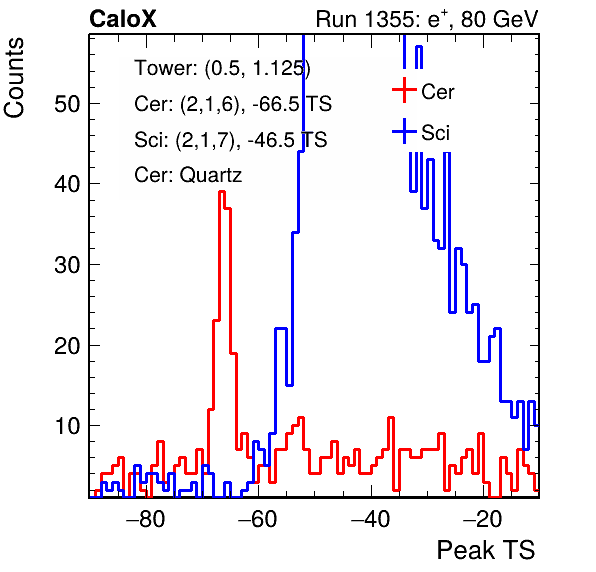 CaloX Run 1355: e⁺, 80 GeV
Counts
Tower: (0.5, 1.125)
Cer: (2,1,6), -66.5 TS
Sci: (2,1,7), -46.5 TS
Cer: Quartz
Cer
Sci
50
40
30
20
10
−80 −60 −40 −20
Peak TS